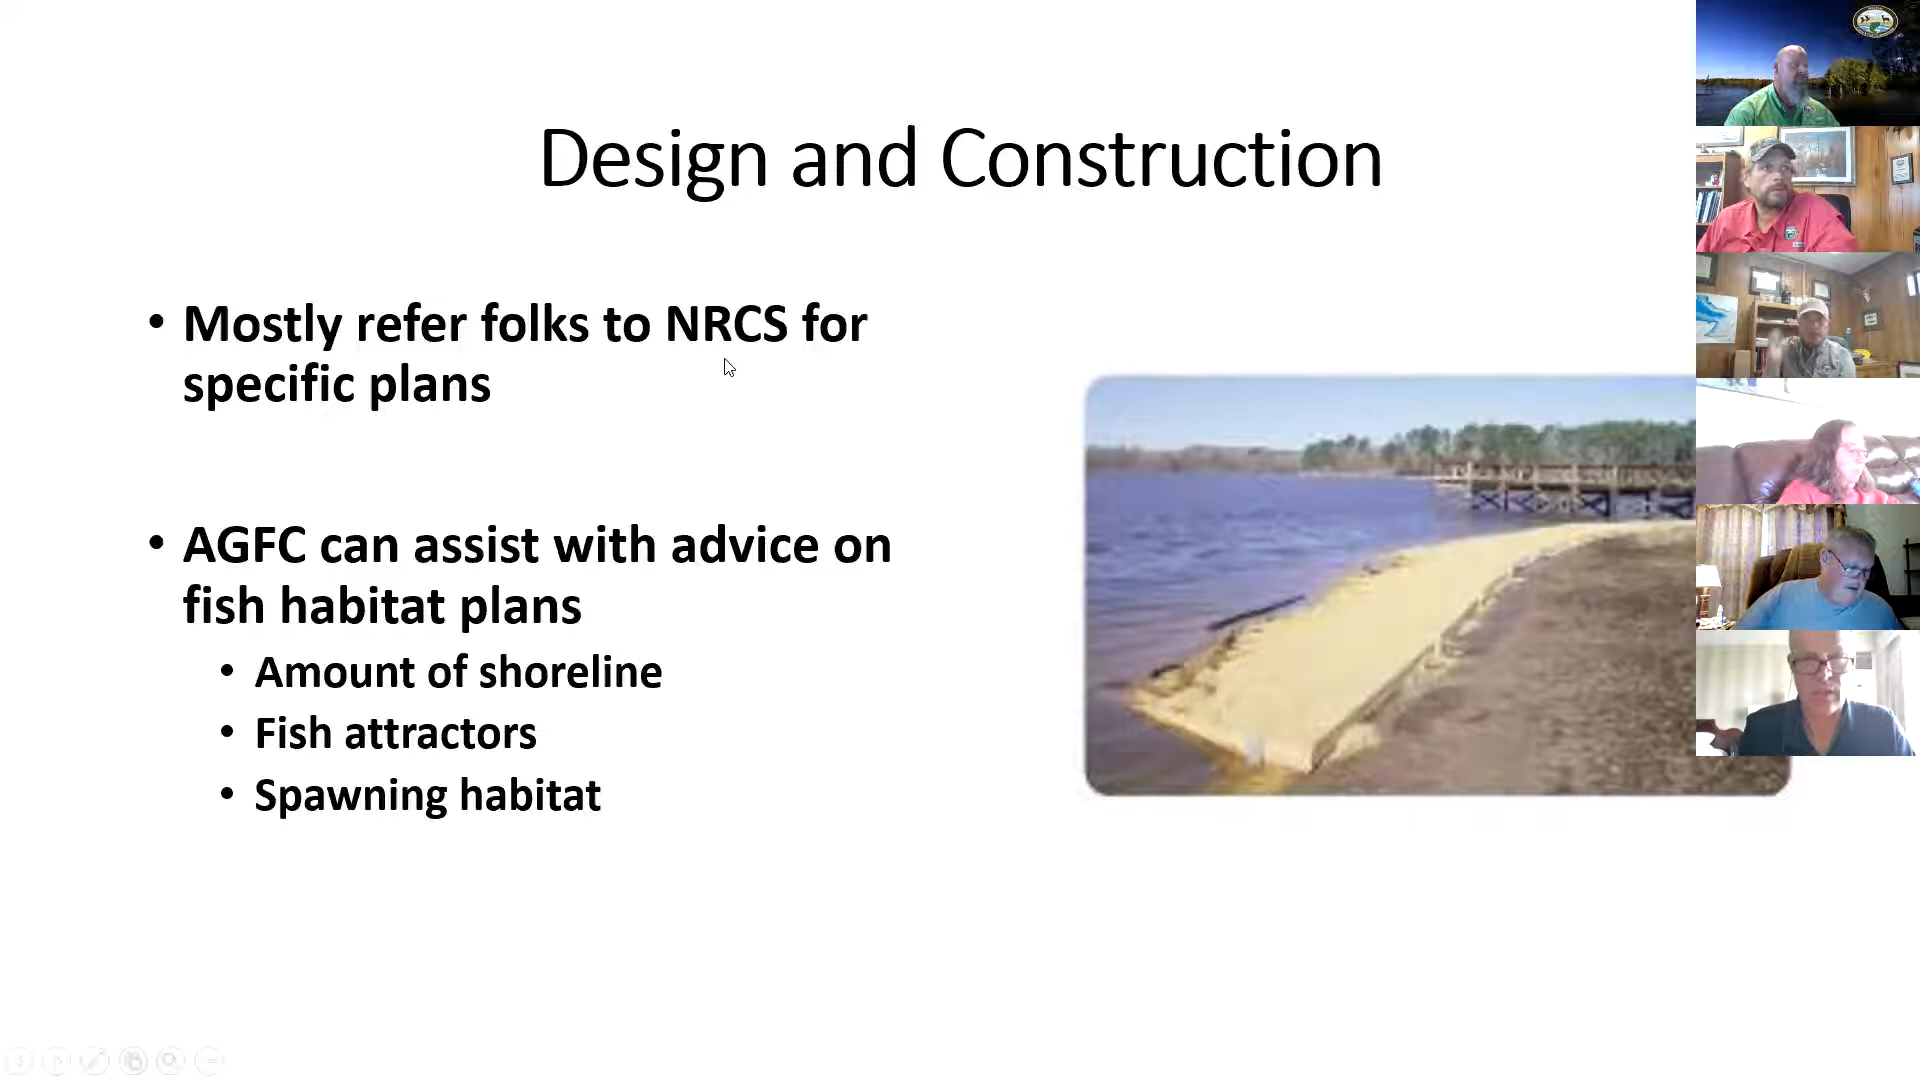 Design and Construction
• Mostly refer folks to NRCS for
specific plans
• AGFC can assist with advice on
fish habitat plans
• Amount of shoreline
• Fish attractors
• Spawning habitat